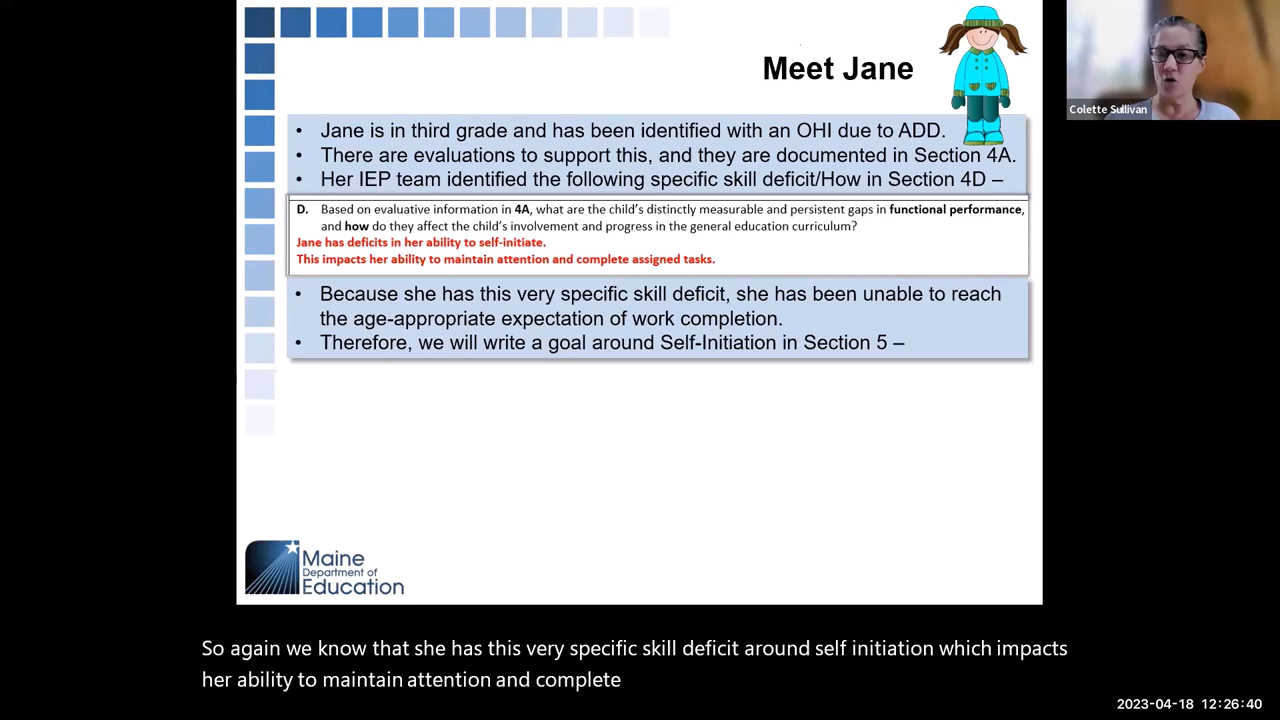 Meet Jane
Colette Sullivan
• Jane is in third grade and has been identified with an OHI due to ADD.
• There are evaluations to support this, and they are documented in Section 4A.
• Her IEP team identified the following specific skill deficit/How in Section 4D –
D. Based on evaluative information in 4A, what are the child's distinctly measurable and persistent gaps in functional performance,
and how do they affect the child's involvement and progress in the general education curriculum?
Jane has deficits in her ability to self-initiate.
This impacts her ability to maintain attention and complete assigned tasks.
• Because she has this very specific skill deficit, she has been unable to reach
the age-appropriate expectation of work completion.
• Therefore, we will write a goal around Self-Initiation in Section 5 –
Maine
Department of
Education
So again we know that she has this very specific skill deficit around self initiation which impacts
her ability to maintain attention and complete
2023-04-18 12:26:40